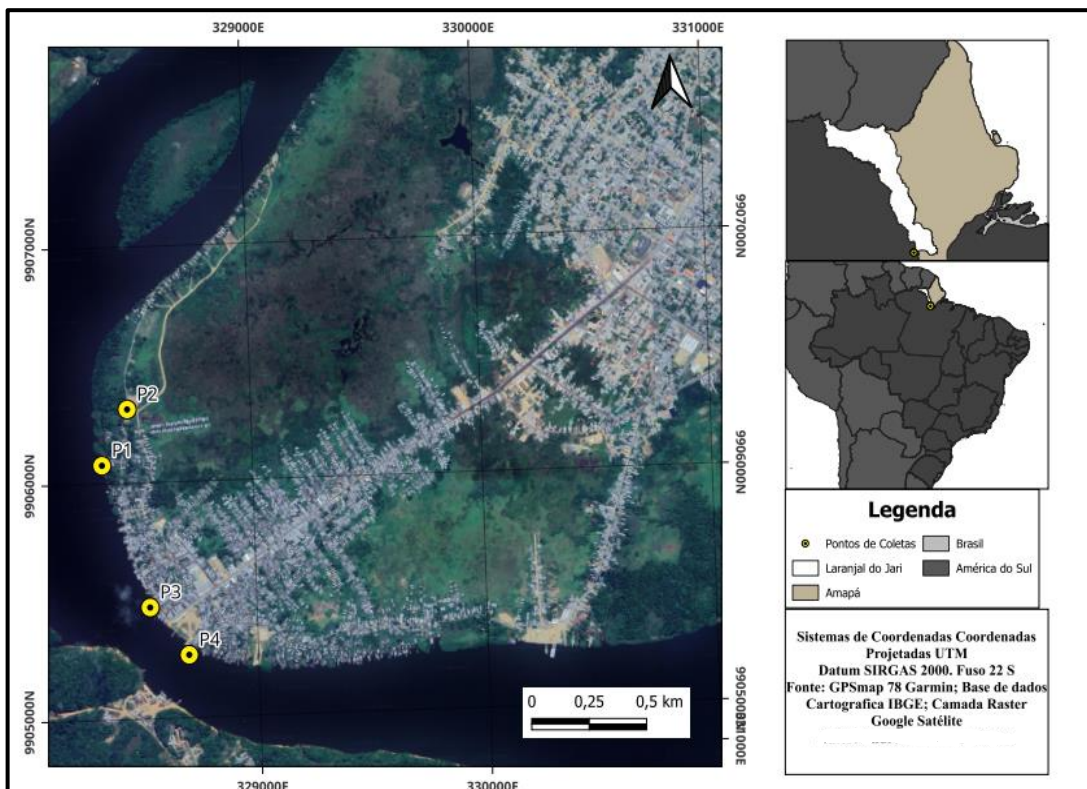 329000E
330000E
331000E
9907000N
9907000N
P2
P1
9906000N
9906000N
P3
P4
0 0,25 0,5 km
9905000N
329000E
330000E
Legenda
Pontos de Coletas
Brasil
Laranjal do Jari
América do Sul
Amapá
Sistemas de Coordenadas Coordenadas
Projetadas UTM
Datum SIRGAS 2000. Fuso 22 S
Fonte: GPSmap 78 Garmin; Base de dados
Cartografica IBGE; Camada Raster
Google Satélite